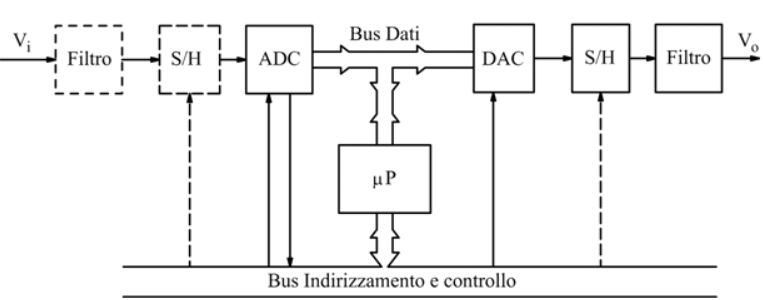 Bus Dati
Vi
Filtro
S/H
ADC
DAC
S/H
Filtro
Vo
μP
Bus Indirizzamento e controllo